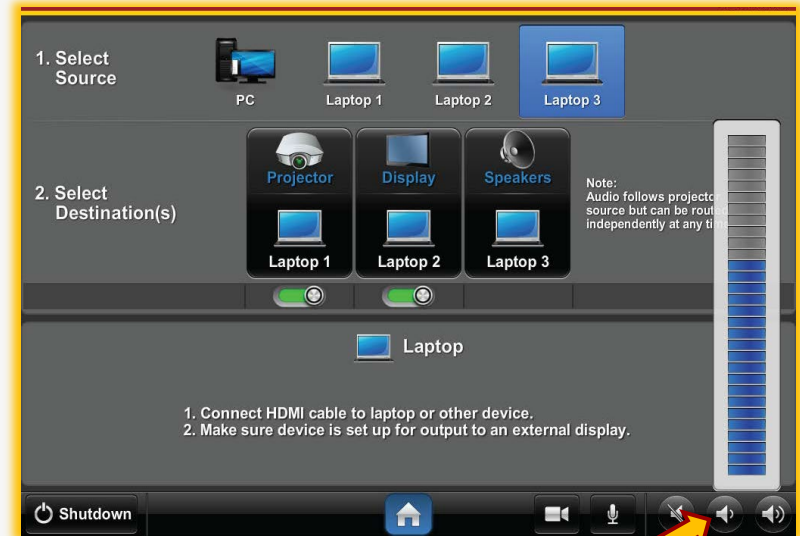 1. Select
Source
PC
Laptop 1
Laptop 2
Laptop 3
2. Select
Destination(s)
Projector
Display
Speakers
Laptop 1
Laptop 2
Laptop 3
Note:
Audio follows projector
source but can be routed
independently at any time
Laptop
1. Connect HDMI cable to laptop or other device.
2. Make sure device is set up for output to an external display.
Shutdown